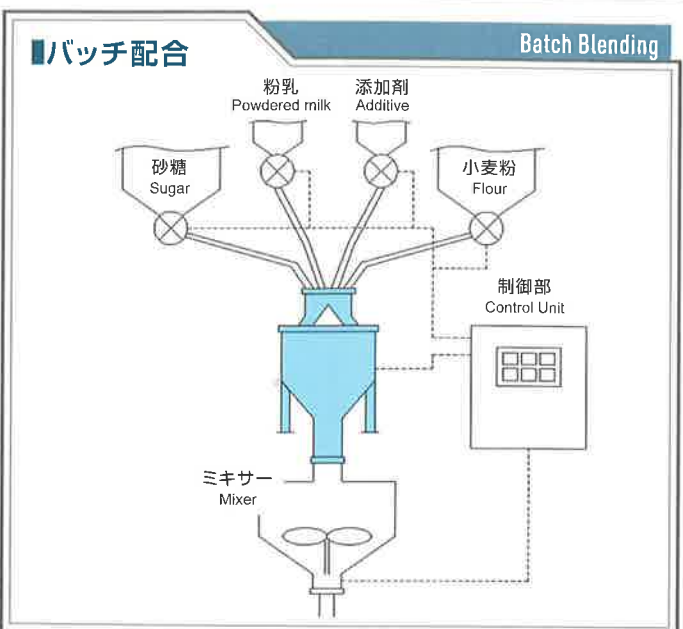 ▮バッチ配合
Batch Blending
粉乳
Powdered milk
添加剤
Additive
砂糖
Sugar
小麦粉
Flour
制御部
Control Unit
ミキサー
Mixer